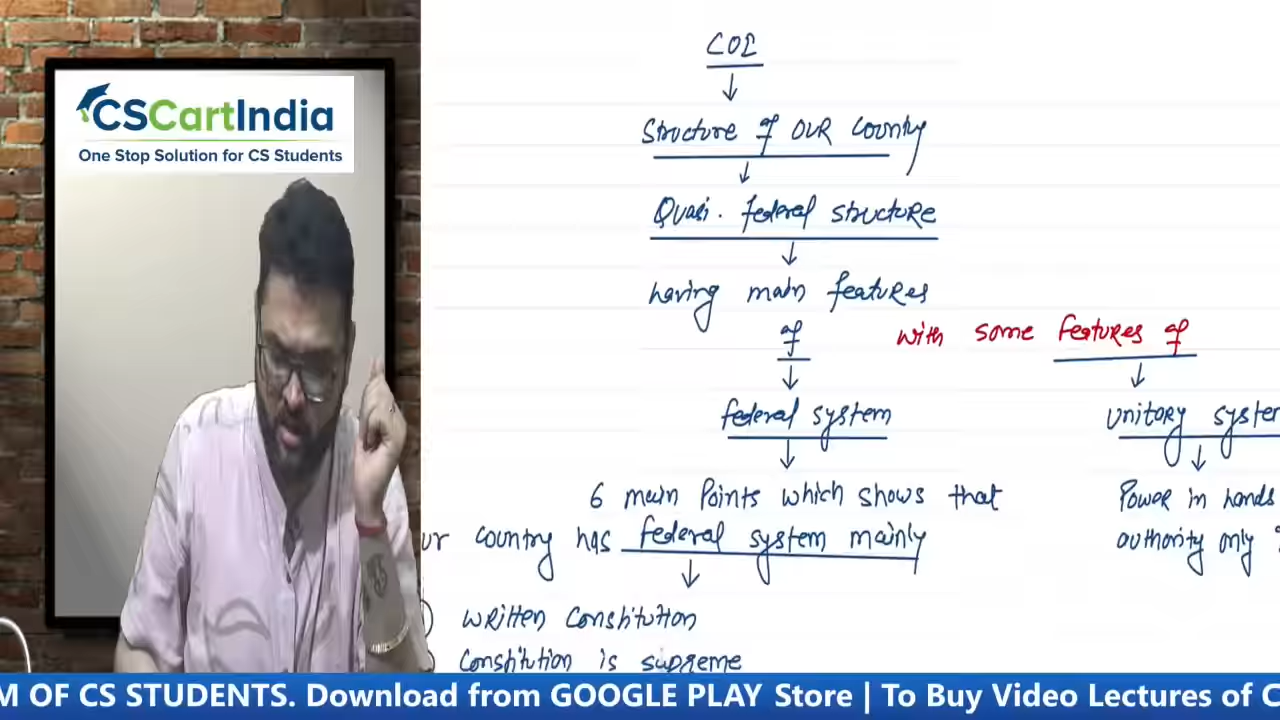 CSCartIndia
One Stop Solution for CS Students
COI
Structure of OUR Country
Quasi. federal structure
having main features
of
with some features of
federal system
Unitary system
6 main Points which shows that
ur country has federal system mainly
Power in hands
authority only
) Written Constitution
) Constitution is supreme
M OF CS STUDENTS. Download from GOOGLE PLAY Store | To Buy Video Lectures of C